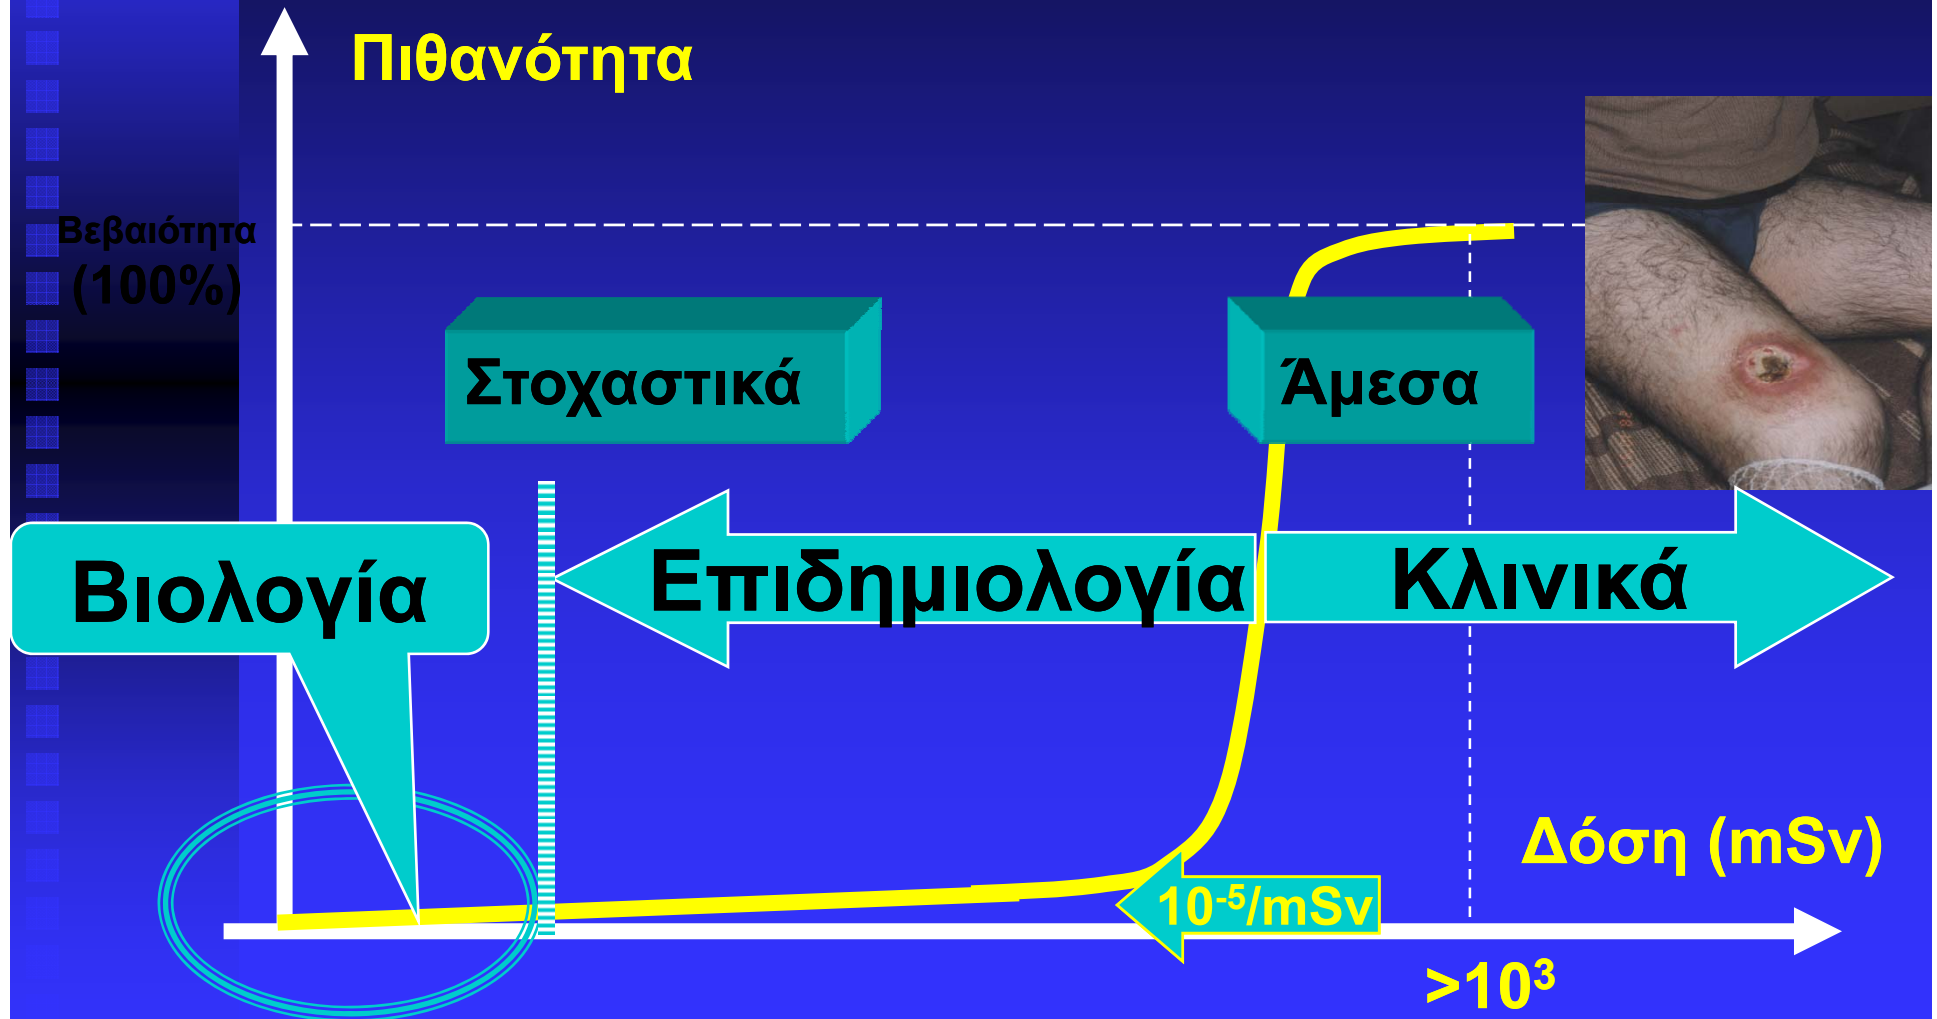 Πιθανότητα
Βεβαιότητα
(100%)
Στοχαστικά
Άμεσα
Βιολογία
Επιδημιολογία
Κλινικά
Δόση (mSv)
10⁻⁵/mSv
>10³